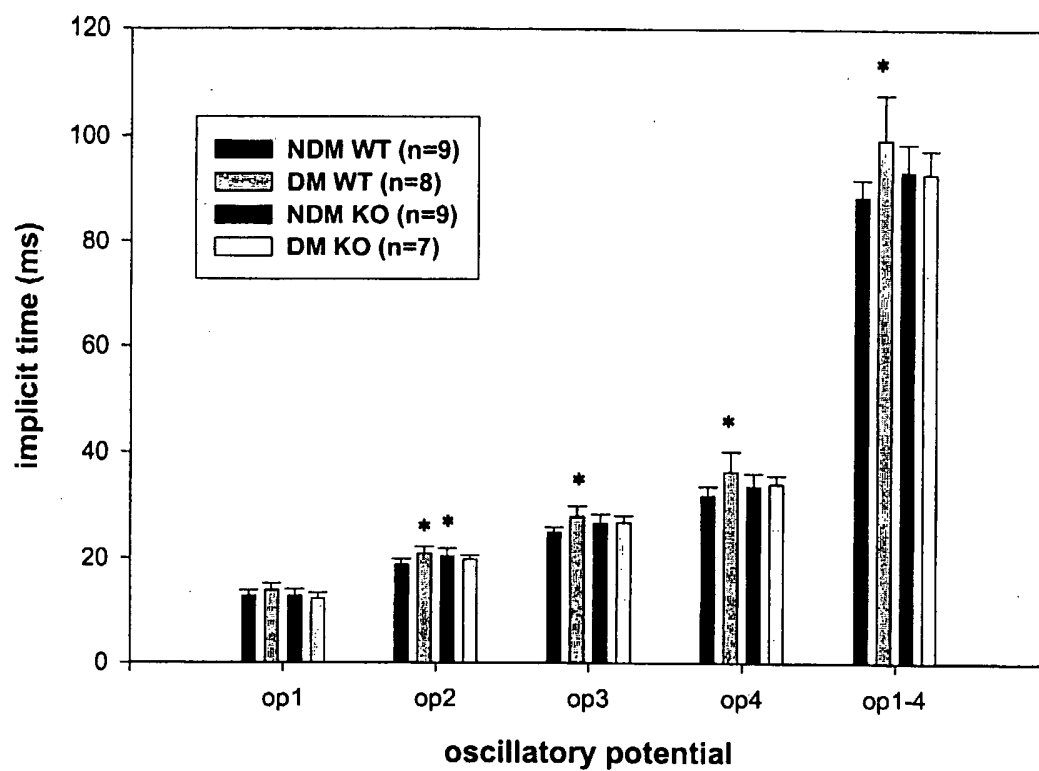 120
100
80
60
40
20
0
implicit time (ms)
NDM WT (n=9)
DM WT (n=8)
NDM KO (n=9)
DM KO (n=7)
*
* *
*
*
*
op1 op2 op3 op4 op1-4
oscillatory potential